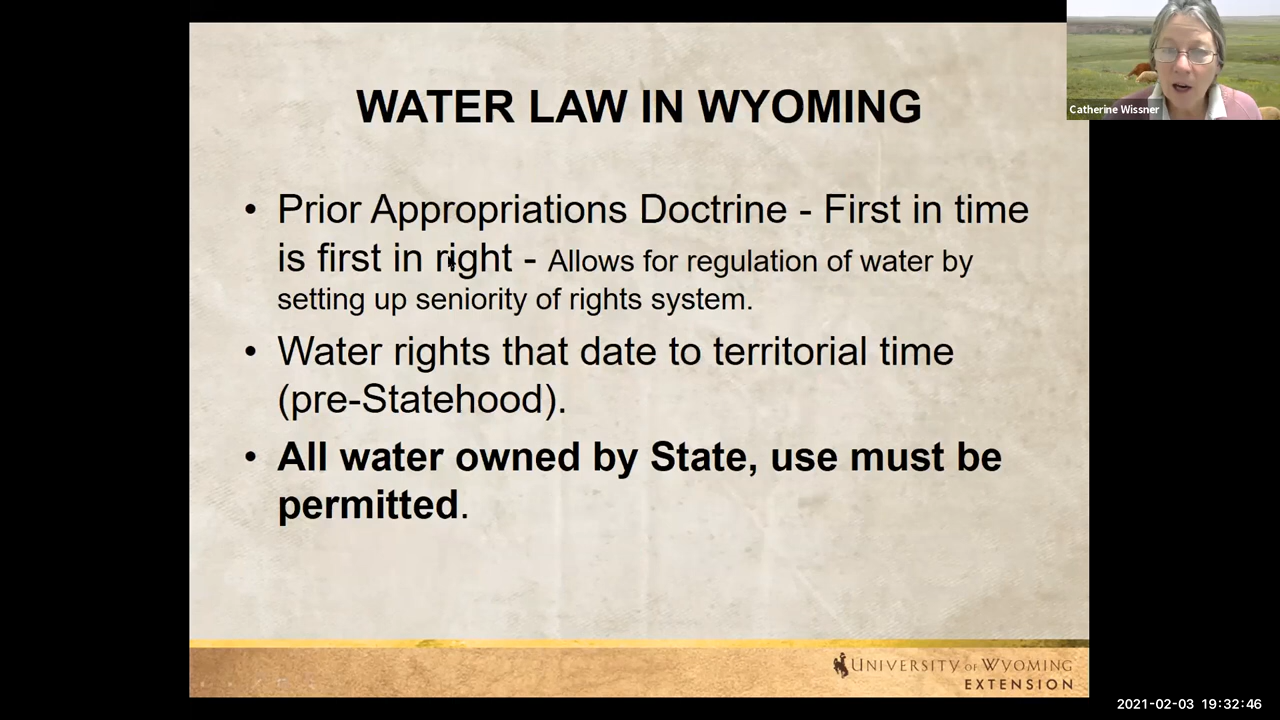 WATER LAW IN WYOMING
• Prior Appropriations Doctrine - First in time
is first in right - Allows for regulation of water by
setting up seniority of rights system.
• Water rights that date to territorial time
(pre-Statehood).
• All water owned by State, use must be
permitted.
UNIVERSITY OF WYOMING
EXTENSION
Catherine Wissner
2021-02-03 19:32:46